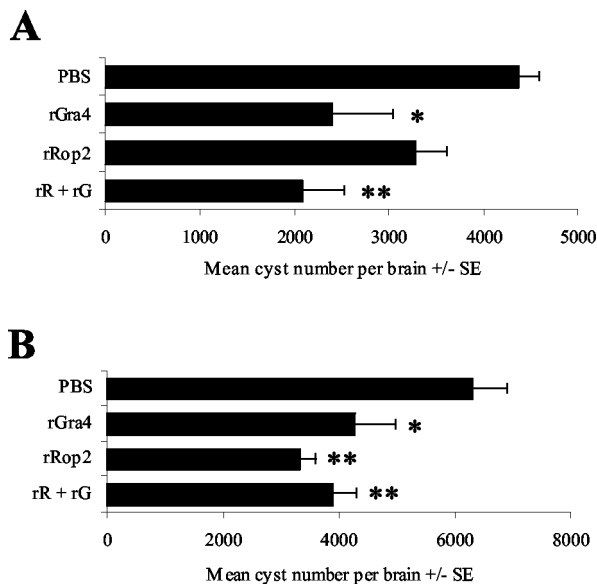 A
PBS
rGra4
*
rRop2
rR + rG
**
0 1000 2000 3000 4000 5000
Mean cyst number per brain +/- SE
B
PBS
rGra4
*
rRop2
**
rR + rG
**
0 2000 4000 6000 8000
Mean cyst number per brain +/- SE